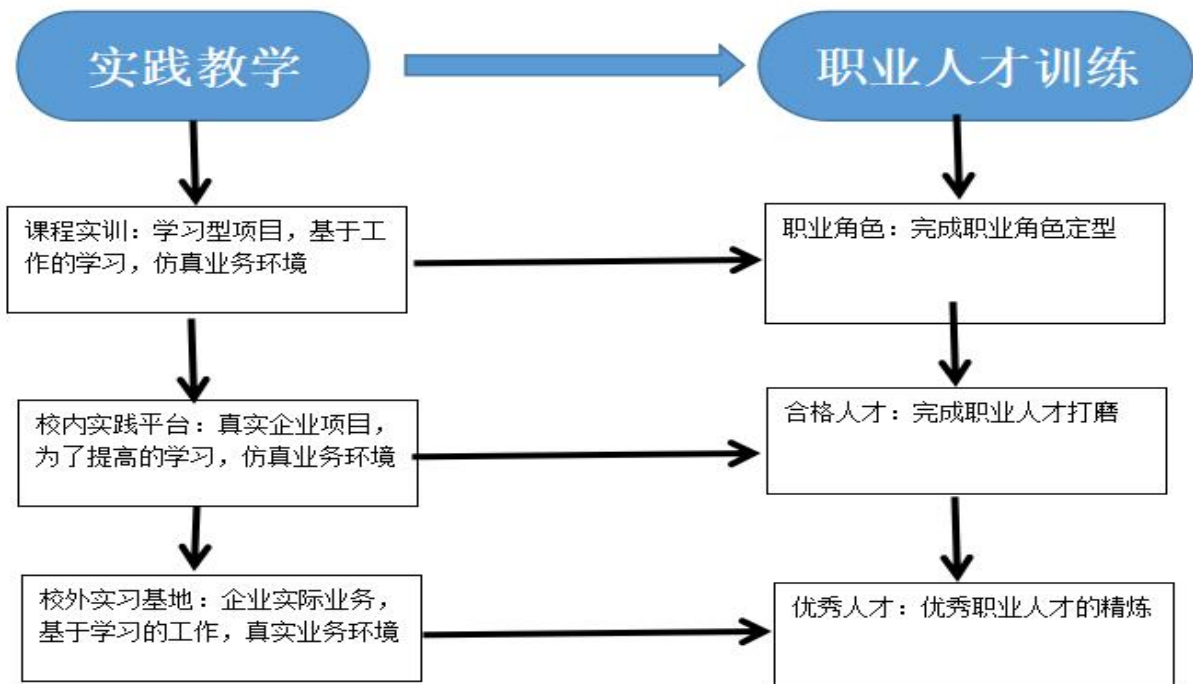 实践教学
职业人才训练
课程实训：学习型项目，基于工
作的学习，仿真业务环境
职业角色：完成职业角色定型
校内实践平台：真实企业项目，
为了提高的学习，仿真业务环境
合格人才：完成职业人才打磨
校外实习基地：企业实际业务，
基于学习的工作，真实业务环境
优秀人才：优秀职业人才的精炼